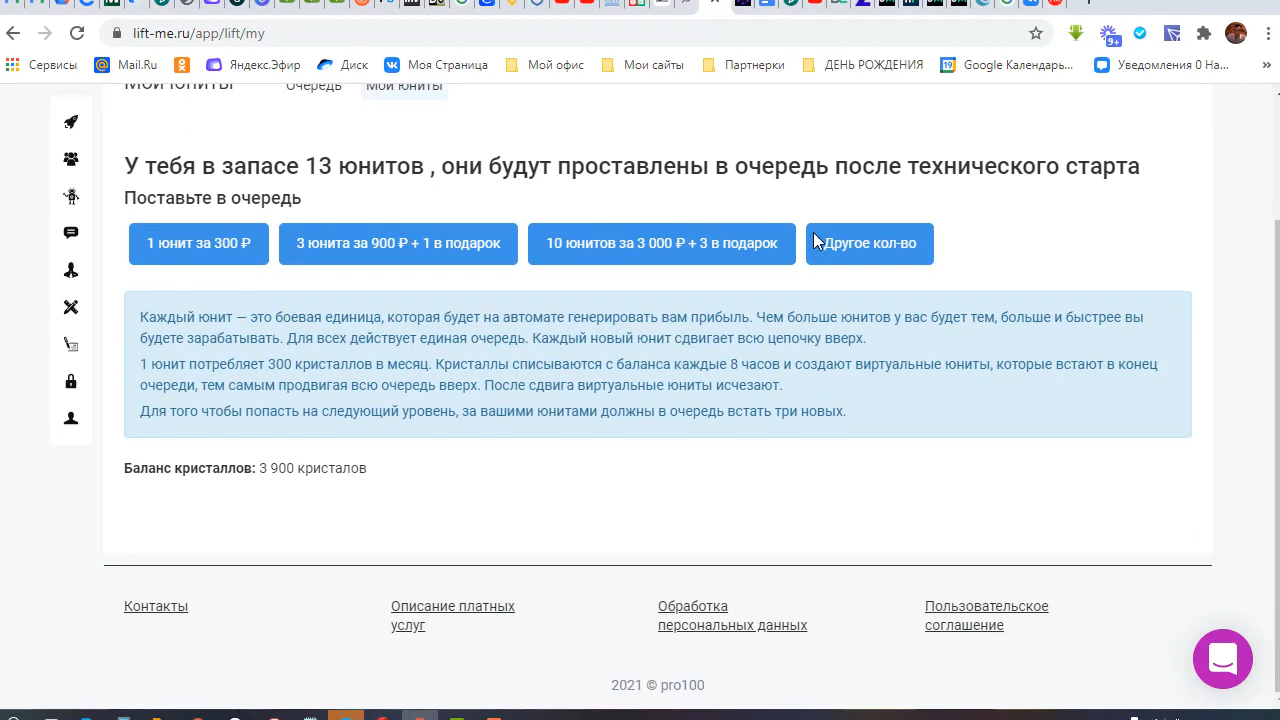 lift-me.ru/app/lift/my
9+
Сервисы Mail.Ru Яндекс.Эфир Диск Моя Страница Мой офис Мои сайты Партнерки ДЕНЬ РОЖДЕНИЯ Google Календарь... Уведомления 0 На... »
Мои юниты Очередь Мои юниты
У тебя в запасе 13 юнитов , они будут проставлены в очередь после технического старта
Поставьте в очередь
1 юнит за 300 ₽ 3 юнита за 900 ₽ + 1 в подарок 10 юнитов за 3 000 ₽ + 3 в подарок Другое кол-во
Каждый юнит — это боевая единица, которая будет на автомате генерировать вам прибыль. Чем больше юнитов у вас будет тем, больше и быстрее вы
будете зарабатывать. Для всех действует единая очередь. Каждый новый юнит сдвигает всю цепочку вверх.
1 юнит потребляет 300 кристаллов в месяц. Кристаллы списываются с баланса каждые 8 часов и создают виртуальные юниты, которые встают в конец
очереди, тем самым продвигая всю очередь вверх. После сдвига виртуальные юниты исчезают.
Для того чтобы попасть на следующий уровень, за вашими юнитами должны в очередь встать три новых.
Баланс кристаллов: 3 900 кристалов
Контакты
Описание платных
услуг
Обработка
персональных данных
Пользовательское
соглашение
2021 © pro100